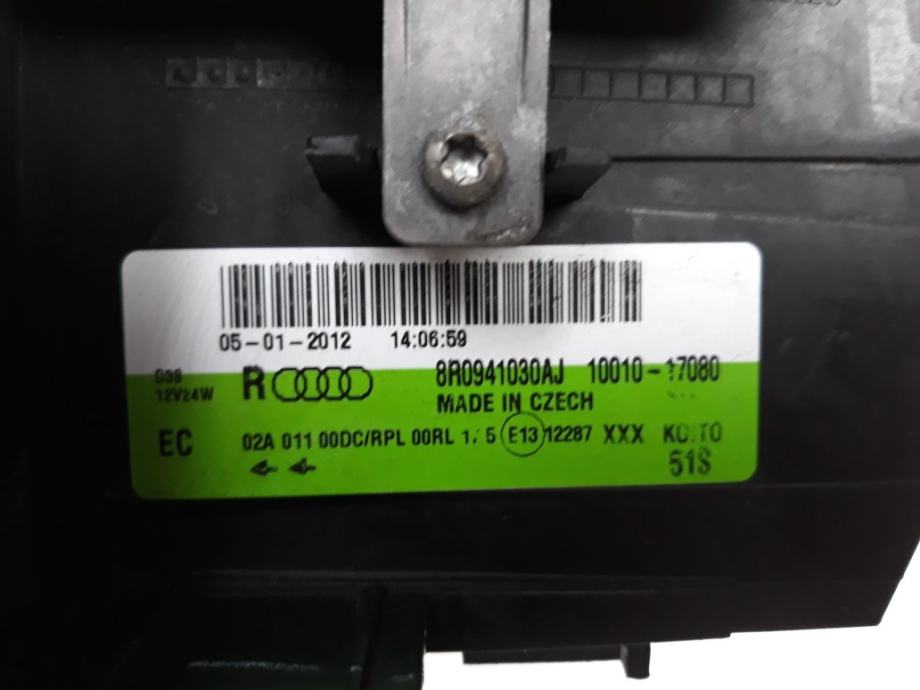 05-01-2012 14:06:59
8R0941030AJ 10010-17080
12V24W R
MADE IN CZECH
EC 02A 011 00DC/RPL 00RL E13 12287 XXX
51S